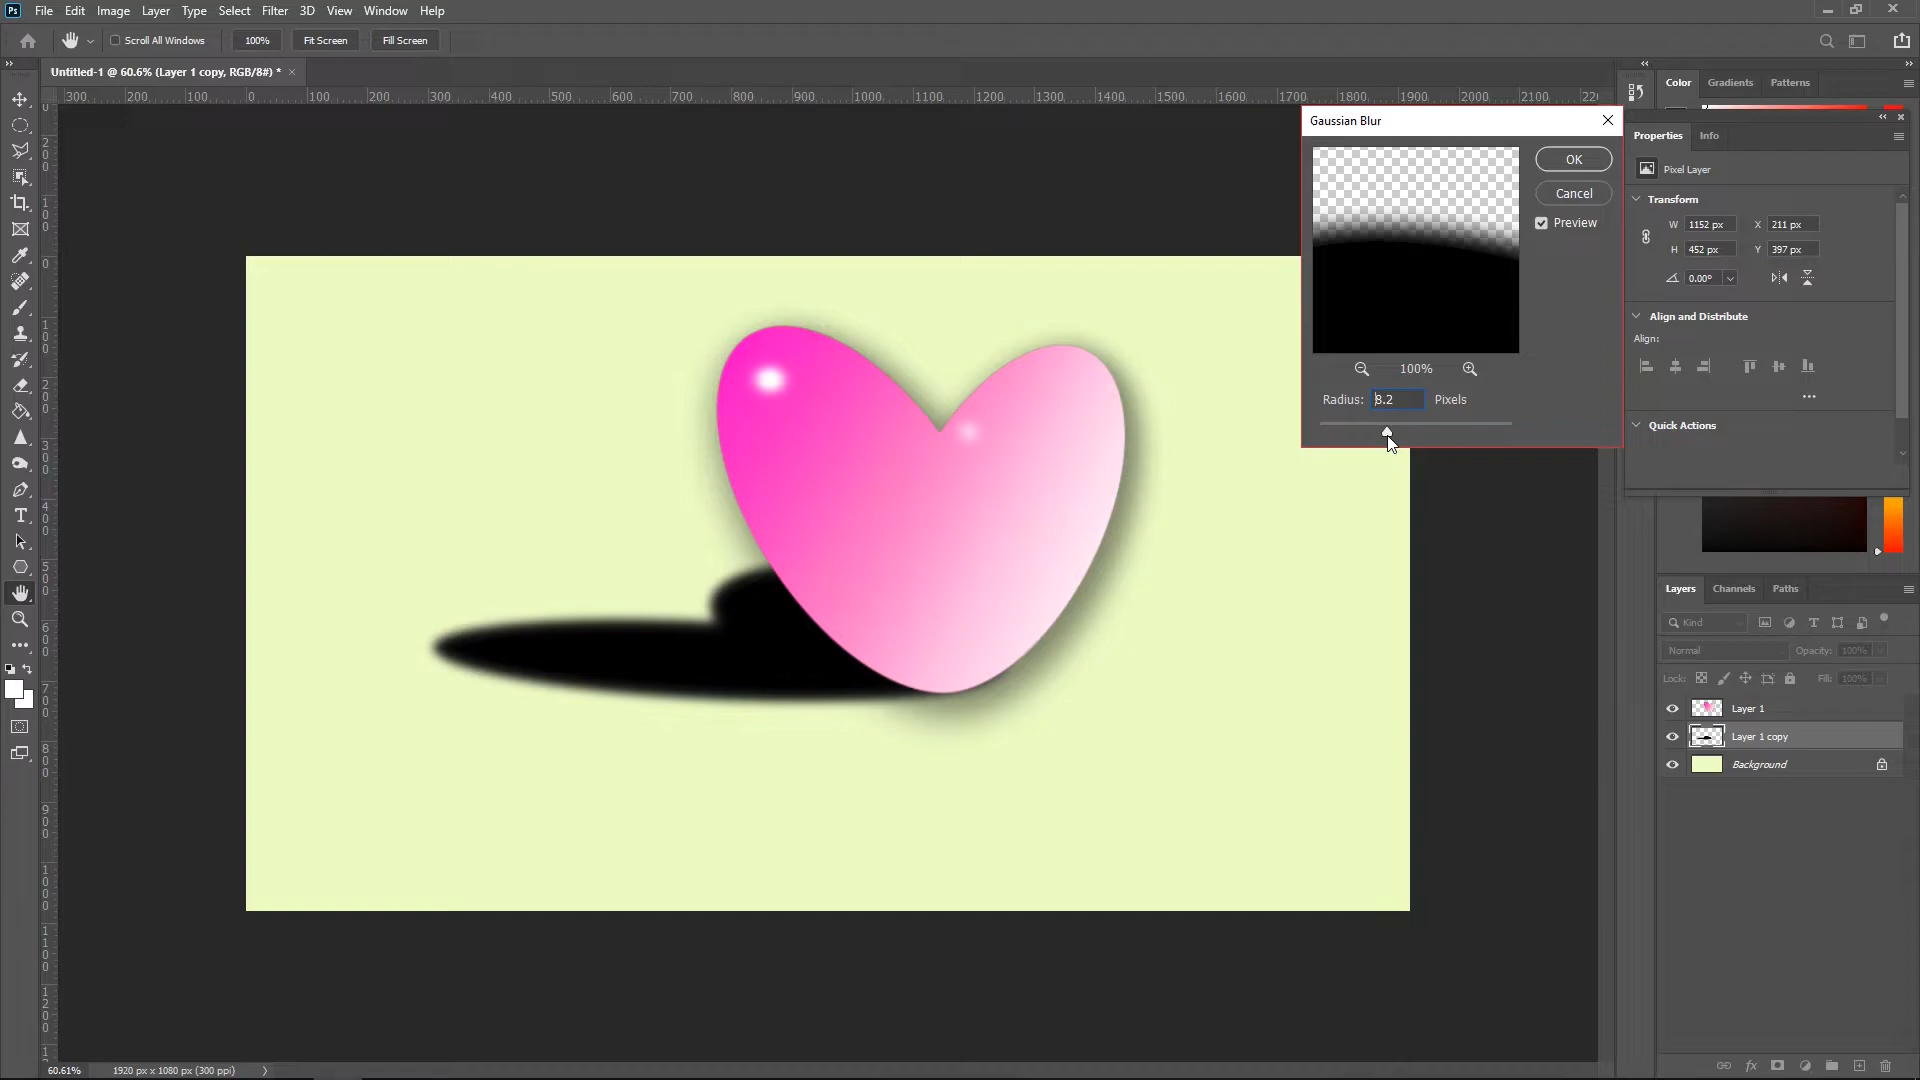 Ps File Edit Image Layer Type Select Filter 3D View Window Help
Scroll All Windows 100% Fit Screen Fill Screen
Untitled-1 @ 60.6% (Layer 1 copy, RGB/8#) * ×
300 200 100 0 100 200 300 400 500 600 700 800 900 1000 1100 1200 1300 1400 1500 1600 1700 1800 1900 2000 2100
Color Gradients Patterns
Gaussian Blur
Properties Info
OK
Pixel Layer
Cancel
Transform
Preview
W 1152 px X 211 px
H 452 px Y 397 px
0.00°
Align and Distribute
Align:
100%
Radius: 8.2 Pixels
Quick Actions
Layers Channels Paths
Kind
Normal Opacity: 100%
Lock: Fill: 100%
Layer 1
Layer 1 copy
Background
60.61% 1920 px x 1080 px (300 ppi)